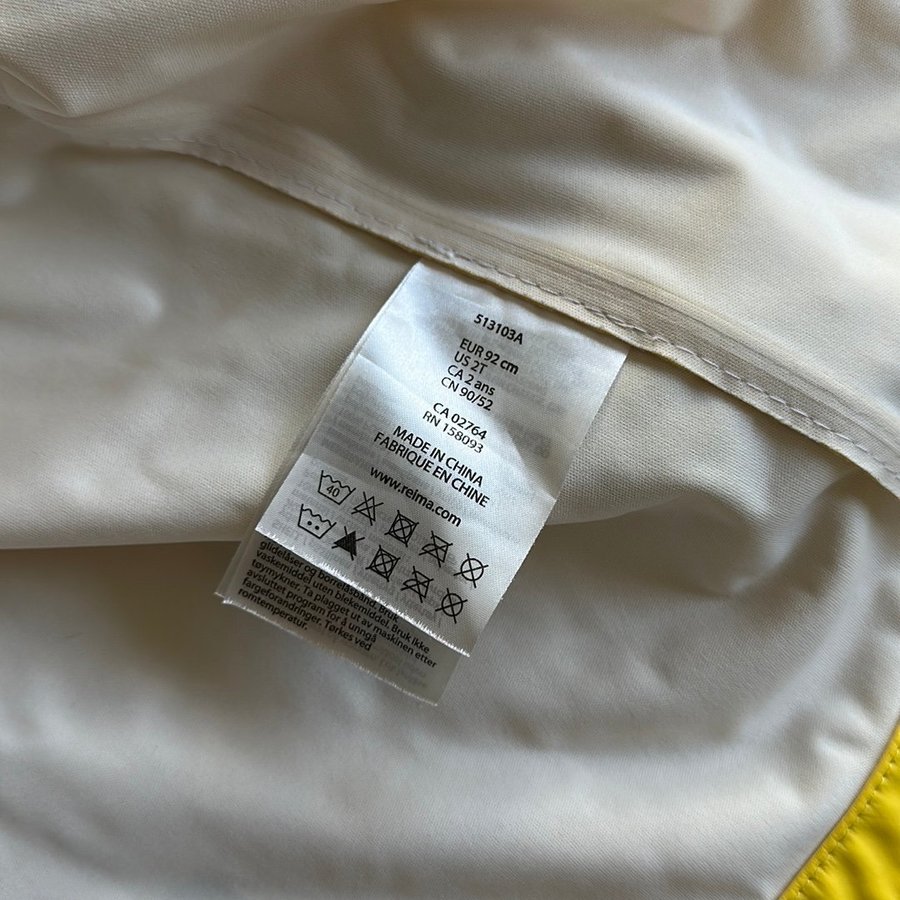 513103A
EUR 92 cm
US 2T
CA 2 ans
CN 90/52
CA 02764
RN 158093
MADE IN CHINA
FABRIQUE EN CHINE
www.reima.com
40
glidelåser og borrelåsbånd. Bruk
vaskemiddel uten blekemiddel. Bruk ikke
tøymykner. Ta plagget ut av maskinen etter
avsluttet program for å unngå
fargeforandringer. Tørkes ved
romtemperatur.